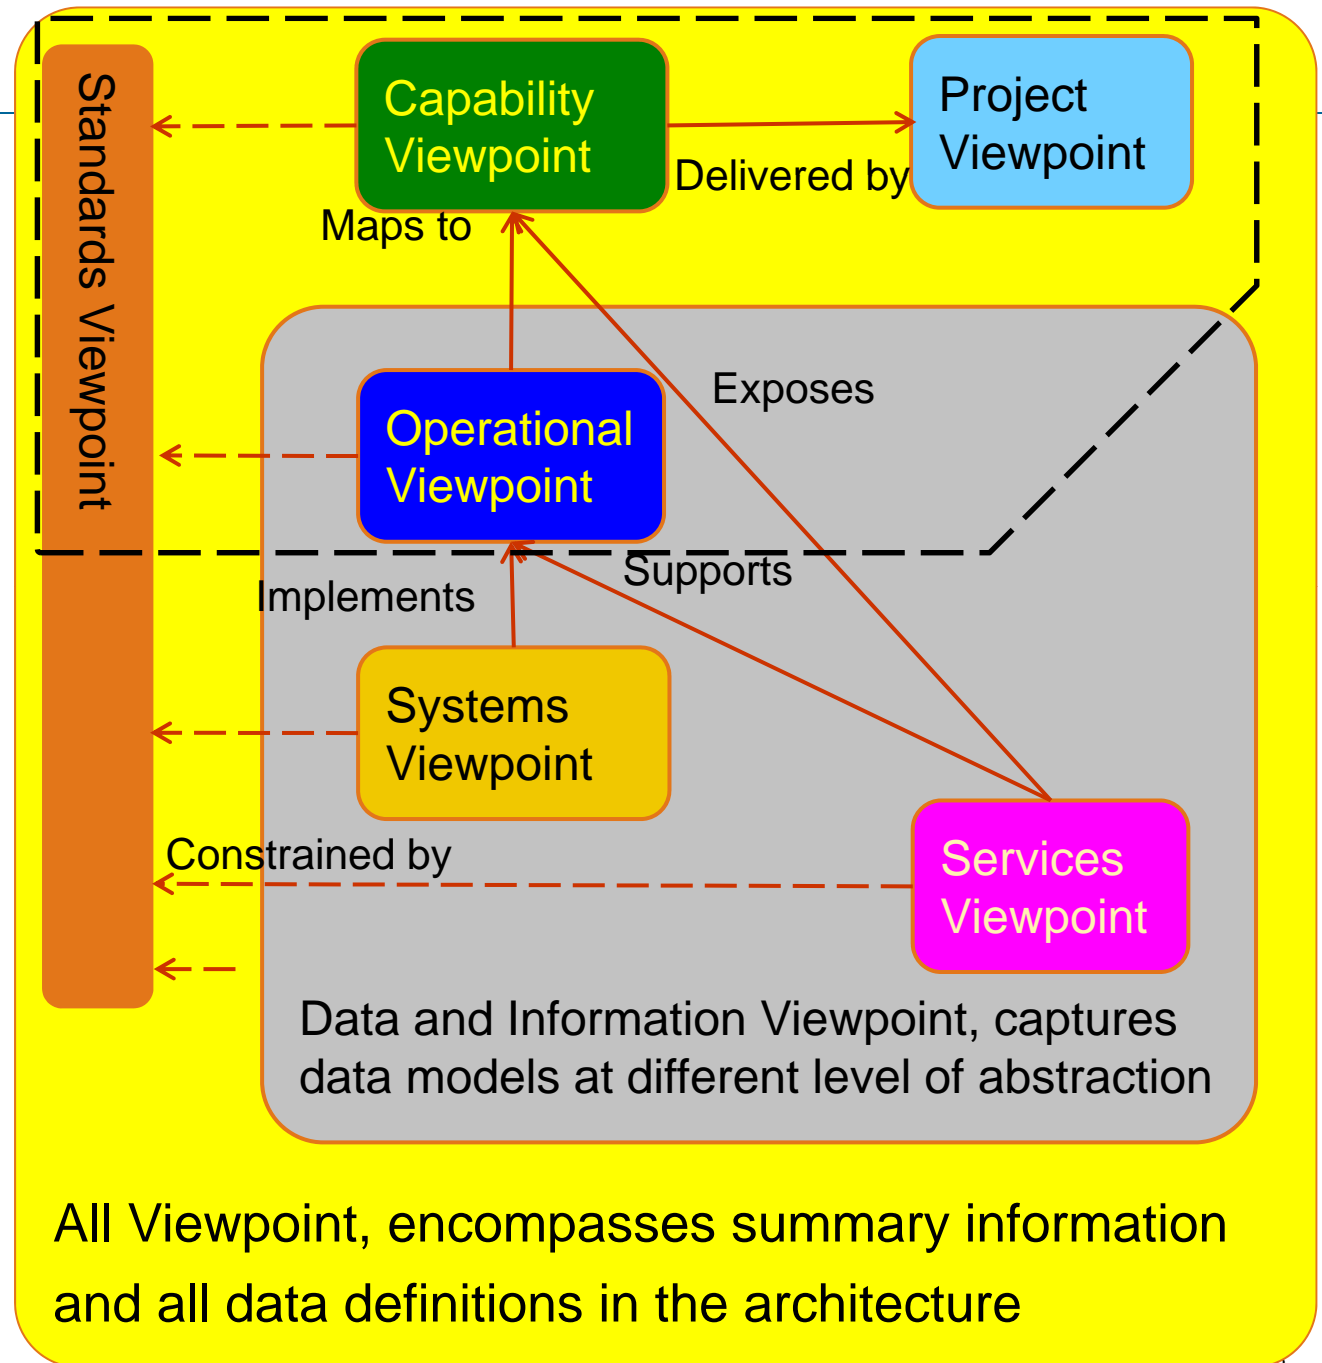 Standards Viewpoint
Capability
Viewpoint
Project
Viewpoint
Delivered by
Maps to
Exposes
Operational
Viewpoint
Supports
Implements
Systems
Viewpoint
Constrained by
Services
Viewpoint
Data and Information Viewpoint, captures
data models at different level of abstraction
All Viewpoint, encompasses summary information
and all data definitions in the architecture